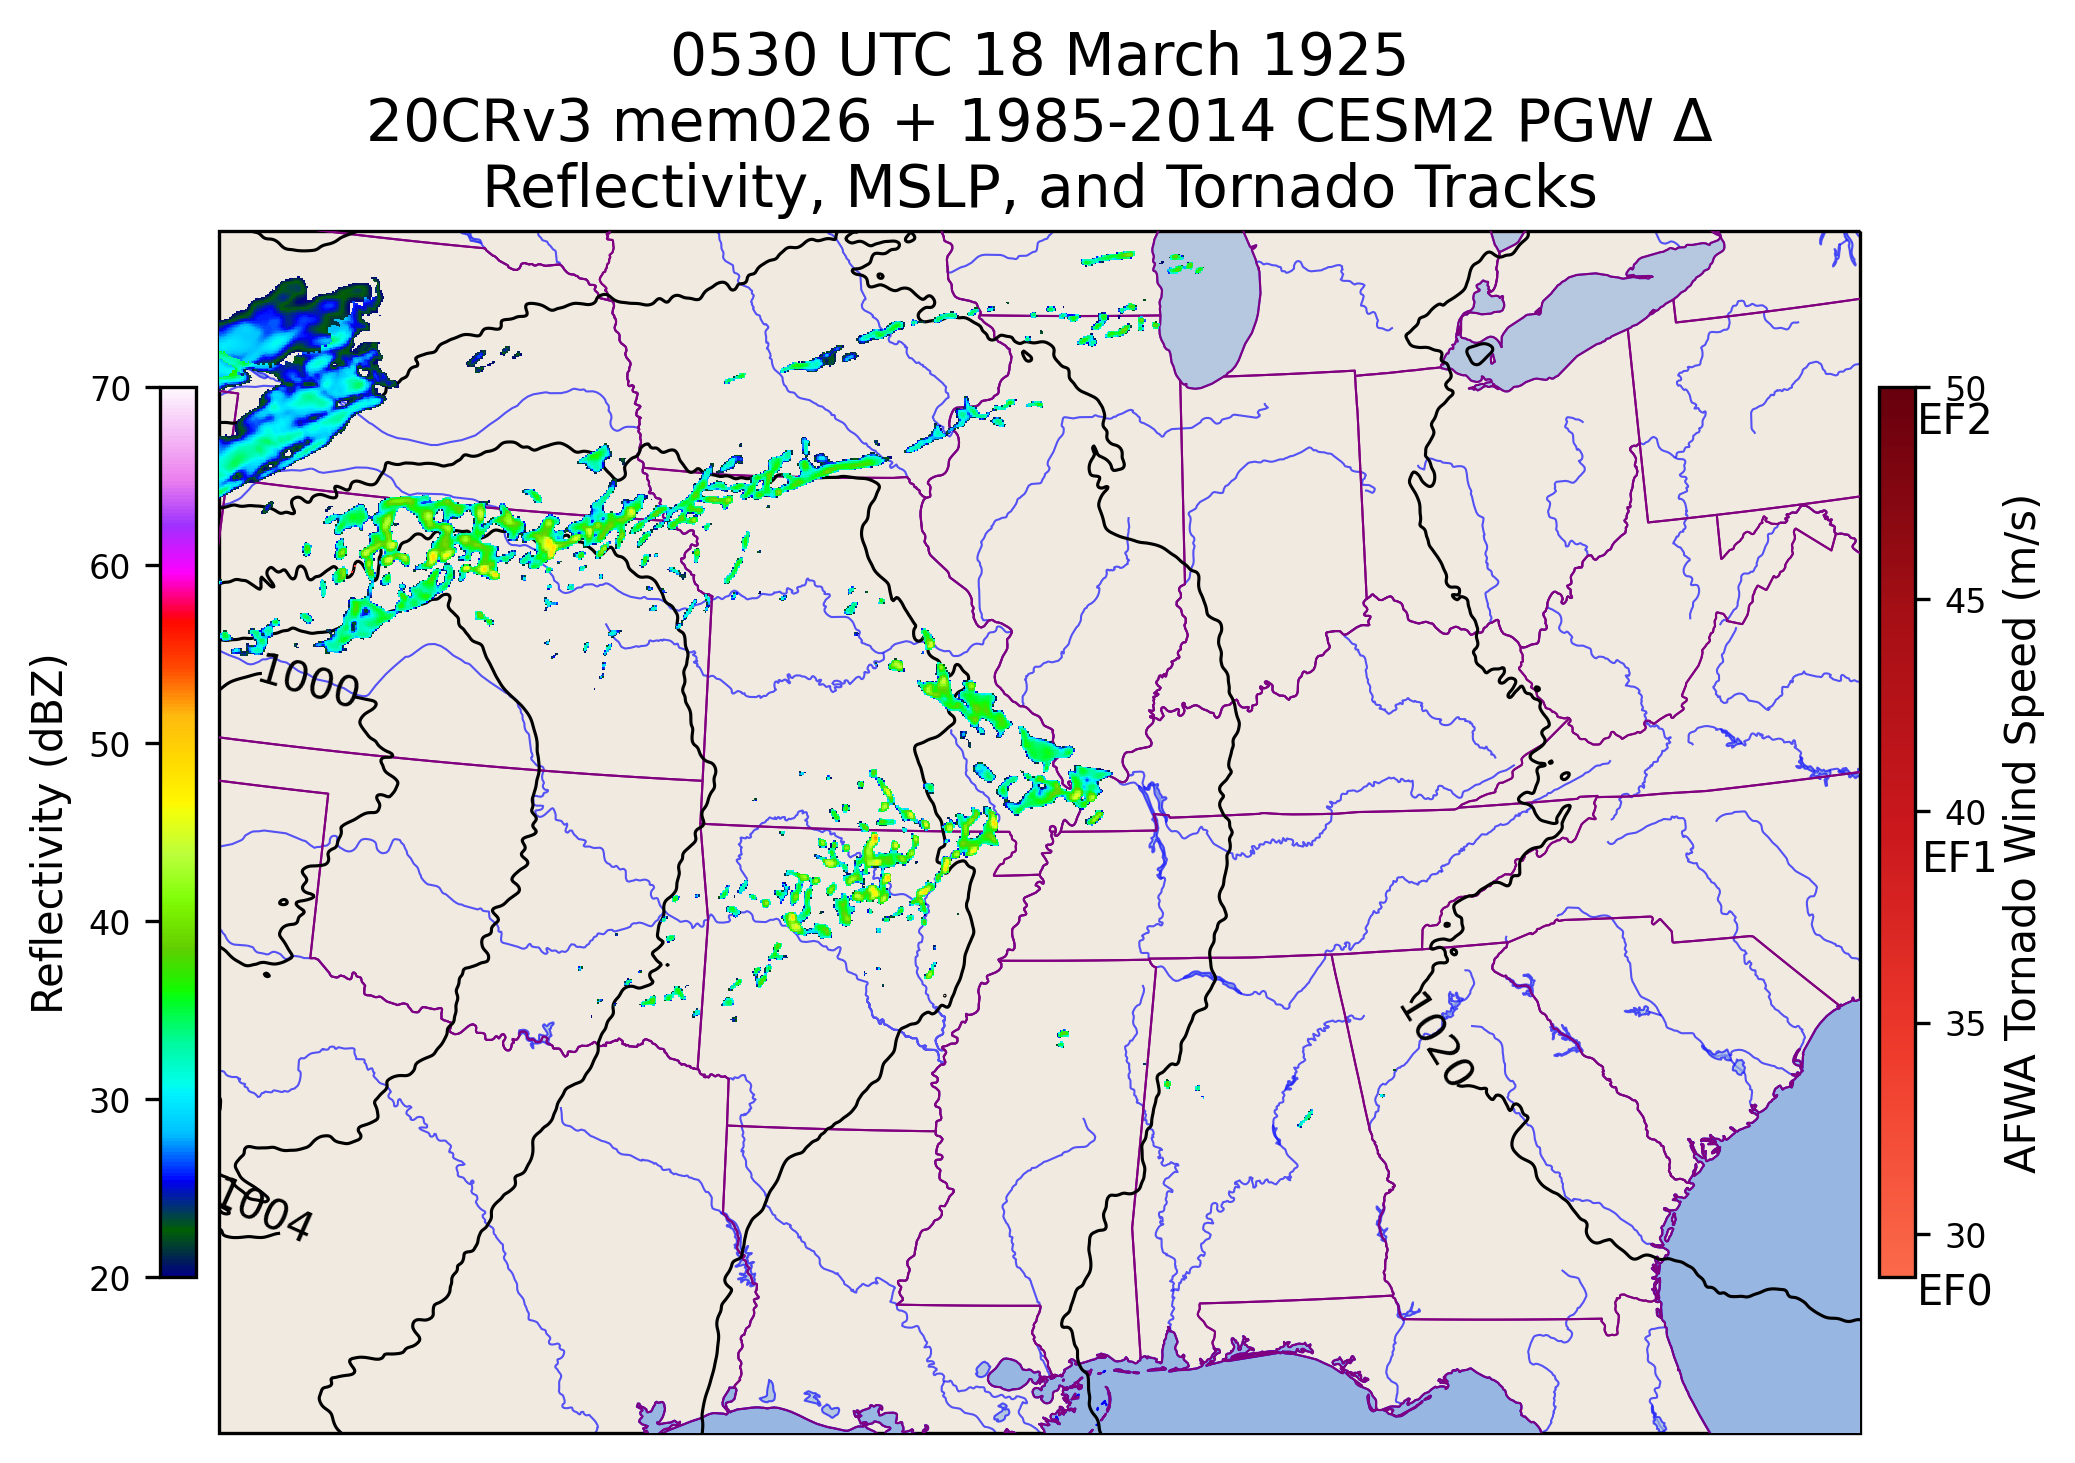 0530 UTC 18 March 1925
20CRv3 mem026 + 1985-2014 CESM2 PGW Δ
Reflectivity, MSLP, and Tornado Tracks
Reflectivity (dBZ)
70
60
50
40
30
20
1000
1004
1020
50
EF2
45
40
EF1
35
30
EF0
AFWA Tornado Wind Speed (m/s)